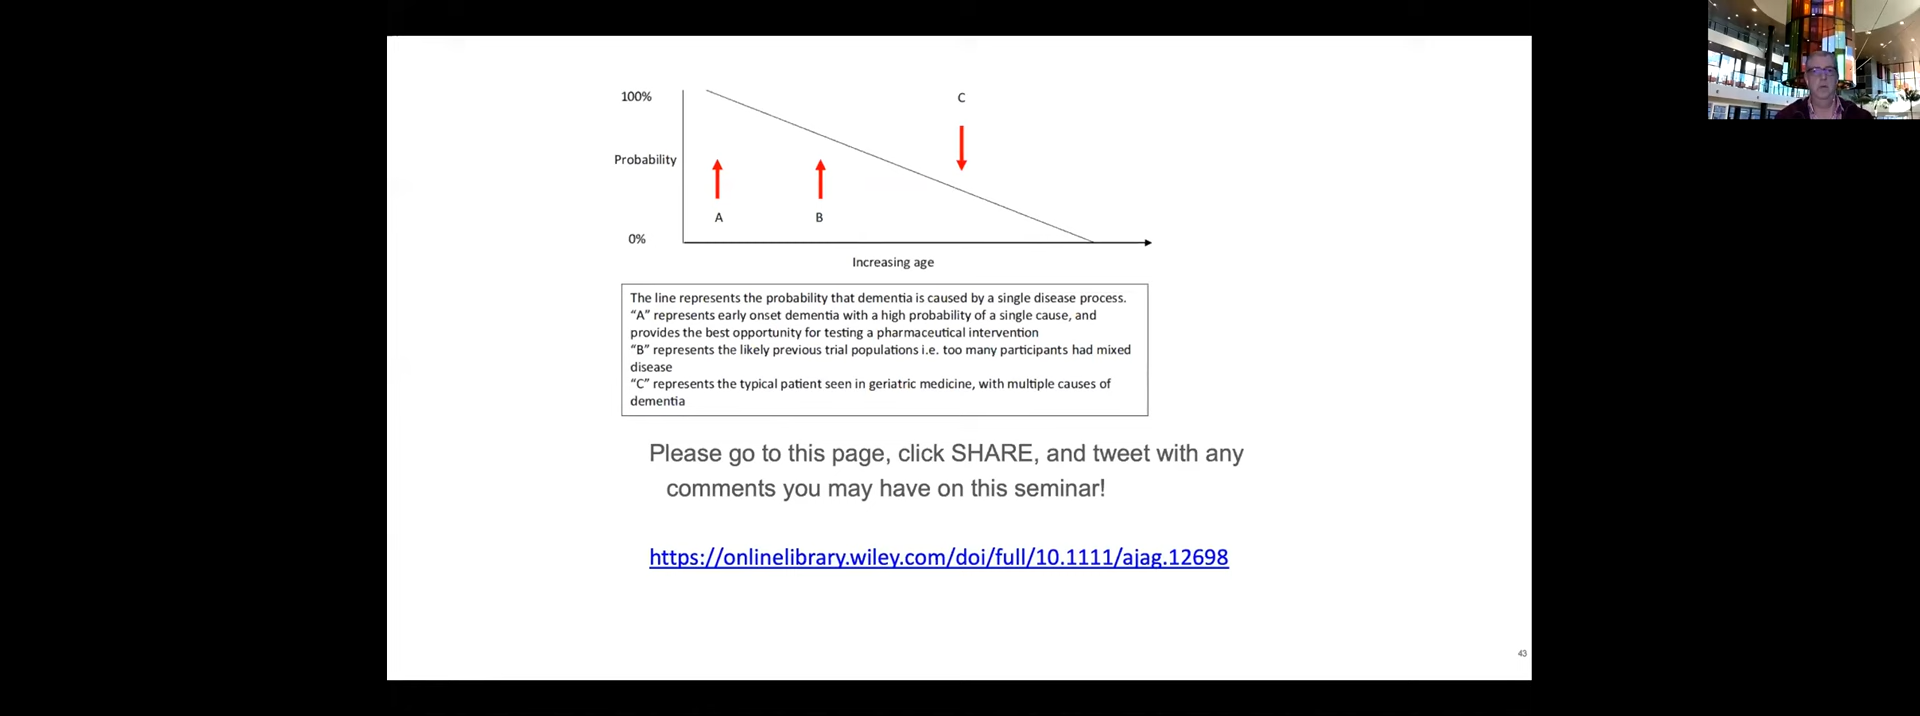 100%
C
Probability
A
B
0%
Increasing age
The line represents the probability that dementia is caused by a single disease process.
“A” represents early onset dementia with a high probability of a single cause, and
provides the best opportunity for testing a pharmaceutical intervention
“B” represents the likely previous trial populations i.e. too many participants had mixed
disease
“C” represents the typical patient seen in geriatric medicine, with multiple causes of
dementia
Please go to this page, click SHARE, and tweet with any
comments you may have on this seminar!
https://onlinelibrary.wiley.com/doi/full/10.1111/ajag.12698
43